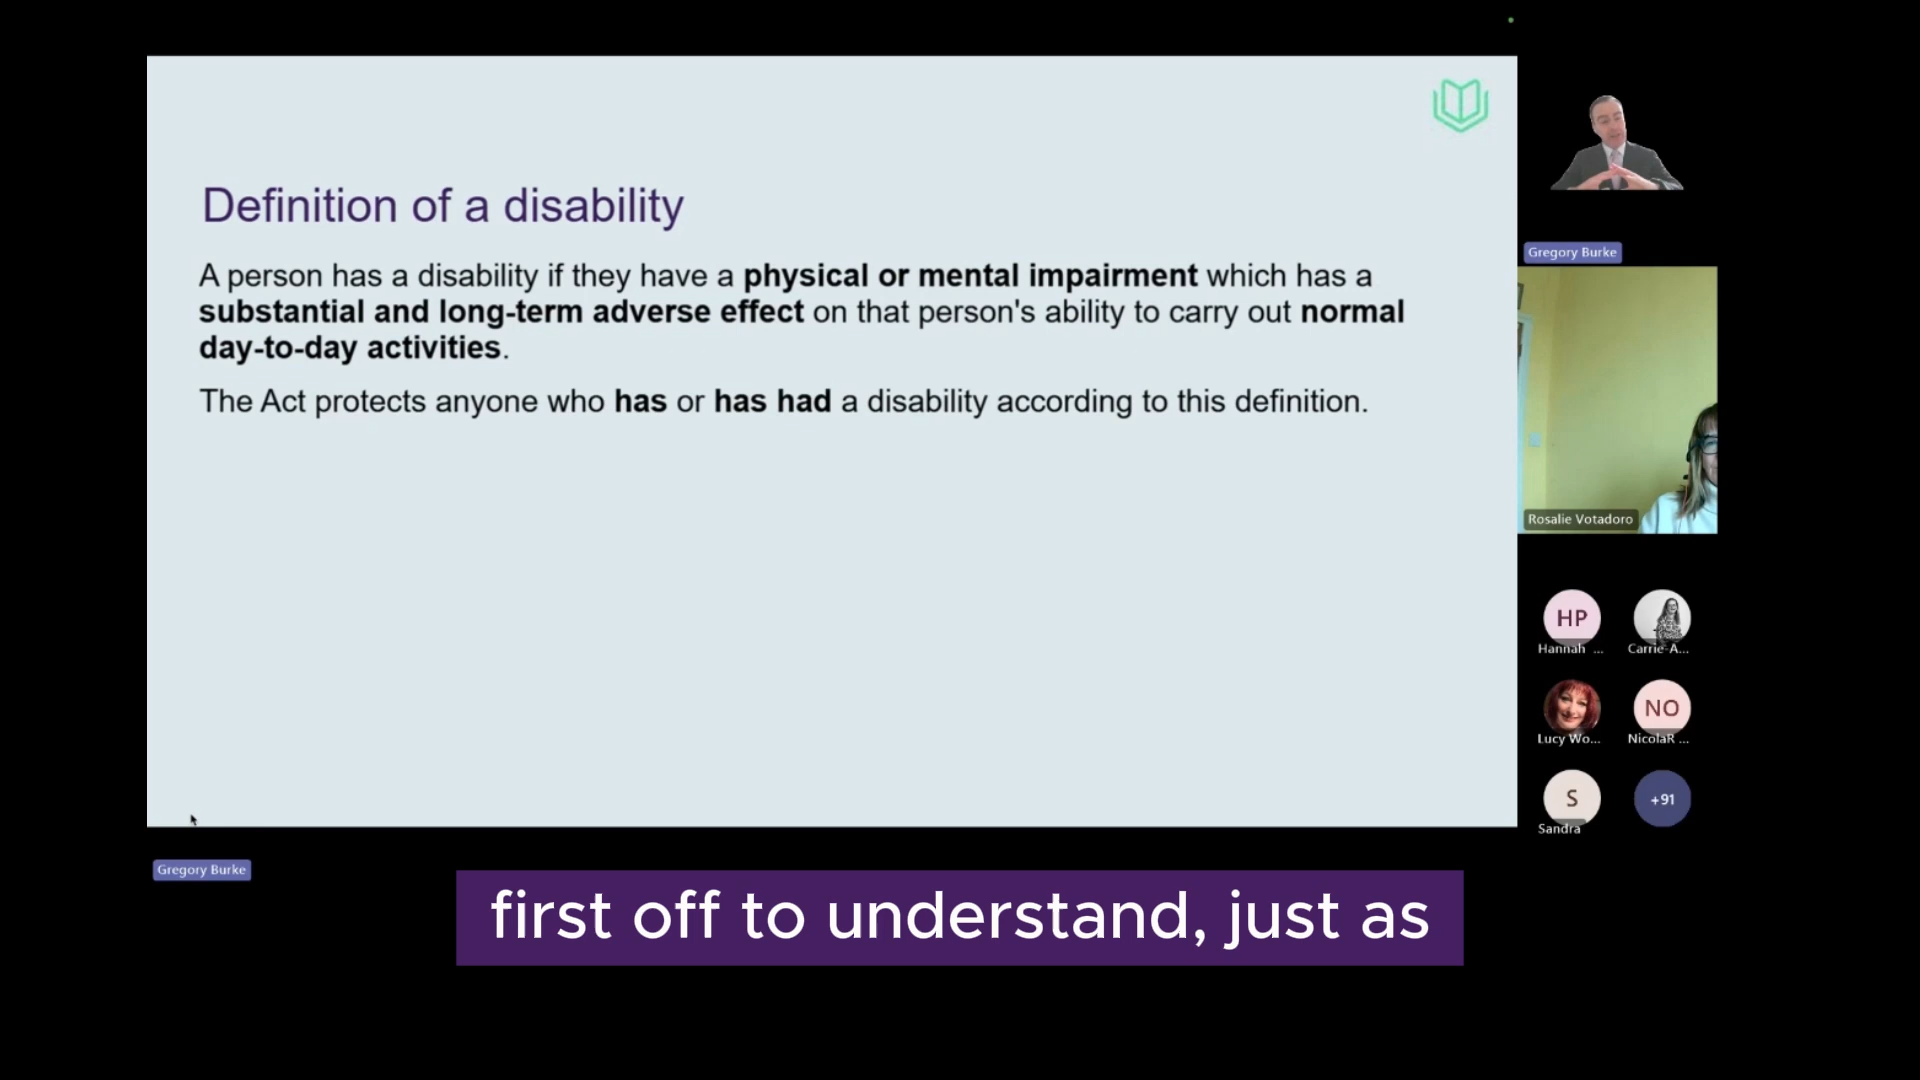 Definition of a disability
A person has a disability if they have a physical or mental impairment which has a
substantial and long-term adverse effect on that person's ability to carry out normal
day-to-day activities.
The Act protects anyone who has or has had a disability according to this definition.
Gregory Burke
Rosalie Votadoro
HP
Hannah ...
Carrie-A...
Lucy Wo...
NO
NicolaR ...
S
Sandra
+91
Gregory Burke
first off to understand, just as